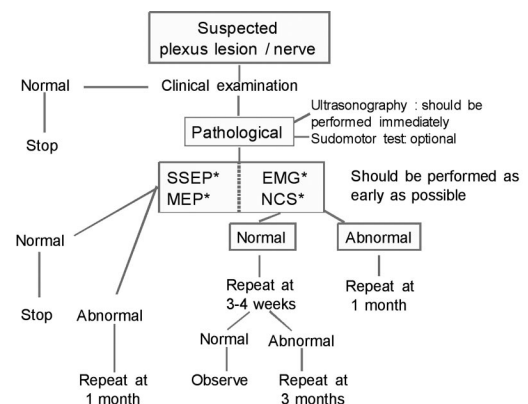 Suspected
plexus lesion / nerve
Normal
Clinical examination
Ultrasonography : should be
performed immediately
Pathological
Sudomotor test: optional
Stop
SSEP*
EMG*
MEP*
NCS*
Should be performed as
early as possible
Normal
Normal
Abnormal
Stop
Abnormal
Repeat at
3-4 weeks
Repeat at
1 month
Normal
Abnormal
Repeat at
1 month
Observe
Repeat at
3 months